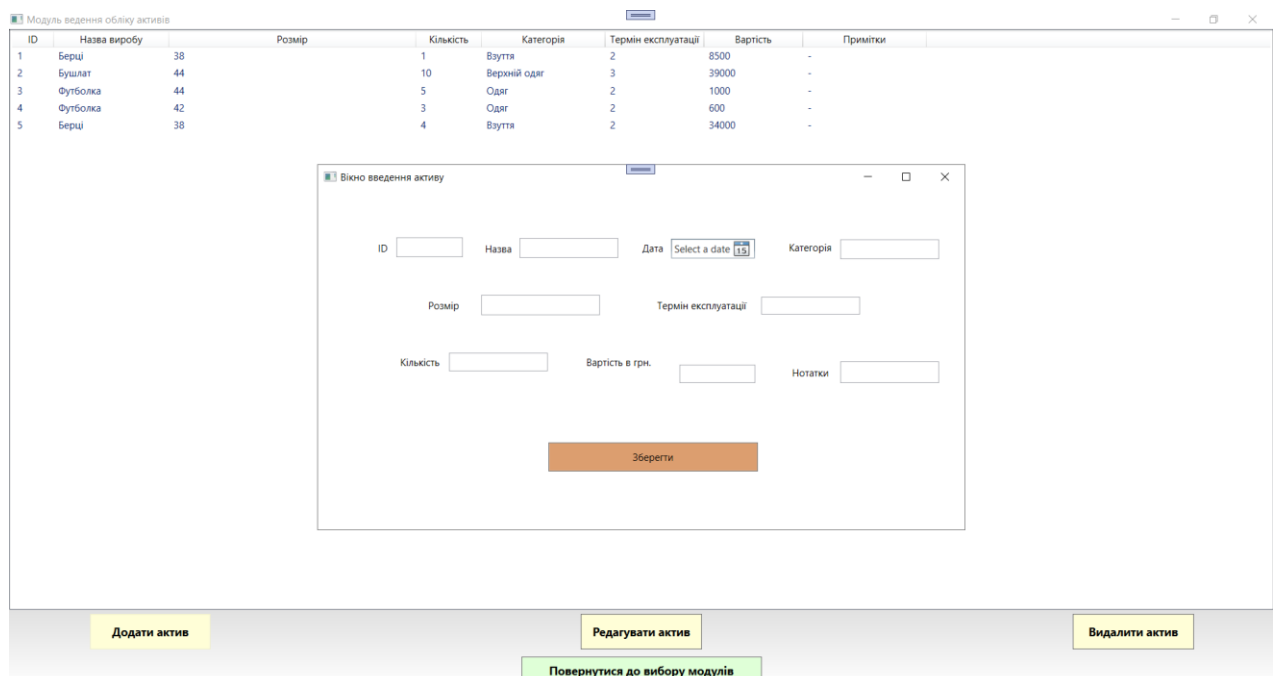 Модуль ведення обліку активів
ID Назва виробу Розмір Кількість Категорія Термін експлуатації Вартість Примітки
1 Берці 38 1 Взуття 2 8500 -
2 Бушлат 44 10 Верхній одяг 3 39000 -
3 Футболка 44 5 Одяг 2 1000 -
4 Футболка 42 3 Одяг 2 600 -
5 Берці 38 4 Взуття 2 34000 -
Вікно введення активу
ID Назва Дата Select a date 15 Категорія
Розмір Термін експлуатації
Кількість Вартість в грн. Нотатки
Зберегти
Додати актив Редагувати актив Видалити актив
Повернутися до вибору модулів